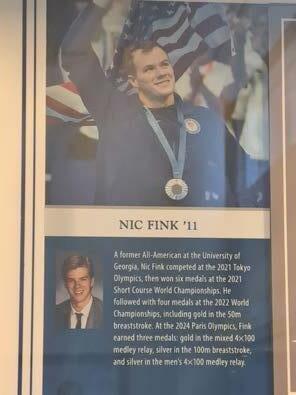 NIC FINK '11
A former All-American at the University of
Georgia, Nic Fink competed at the 2021 Tokyo
Olympics, then won six medals at the 2021
Short Course World Championships. He
followed with four medals at the 2022 World
Championships, including gold in the 50m
breaststroke. At the 2024 Paris Olympics, Fink
earned three medals: gold in the mixed 4×100
medley relay, silver in the 100m breaststroke,
and silver in the men's 4×100 medley relay.